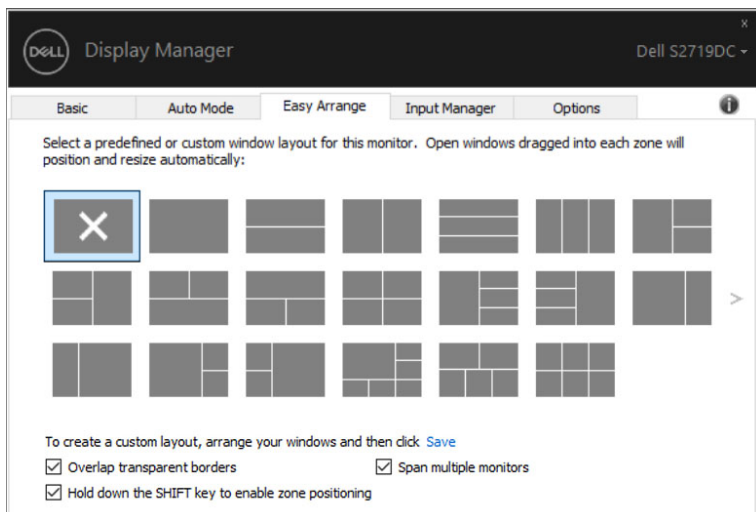 x
DELL Display Manager
Dell S2719DC
Basic Auto Mode Easy Arrange Input Manager Options
Select a predefined or custom window layout for this monitor. Open windows dragged into each zone will
position and resize automatically:
To create a custom layout, arrange your windows and then click Save
Overlap transparent borders Span multiple monitors
Hold down the SHIFT key to enable zone positioning